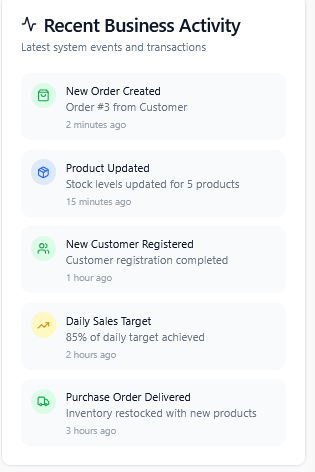 Recent Business Activity
Latest system events and transactions
New Order Created
Order #3 from Customer
2 minutes ago
Product Updated
Stock levels updated for 5 products
15 minutes ago
New Customer Registered
Customer registration completed
1 hour ago
Daily Sales Target
85% of daily target achieved
2 hours ago
Purchase Order Delivered
Inventory restocked with new products
3 hours ago